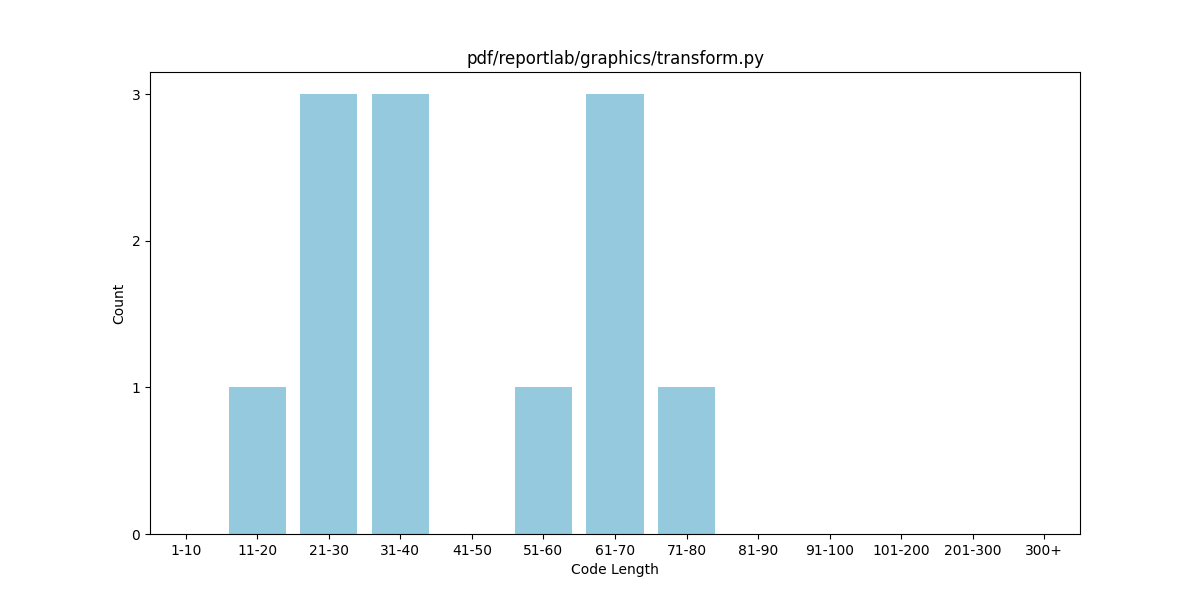 pdf/reportlab/graphics/transform.py
3
2
1
0
Count
1-10 11-20 21-30 31-40 41-50 51-60 61-70 71-80 81-90 91-100 101-200 201-300 300+
Code Length